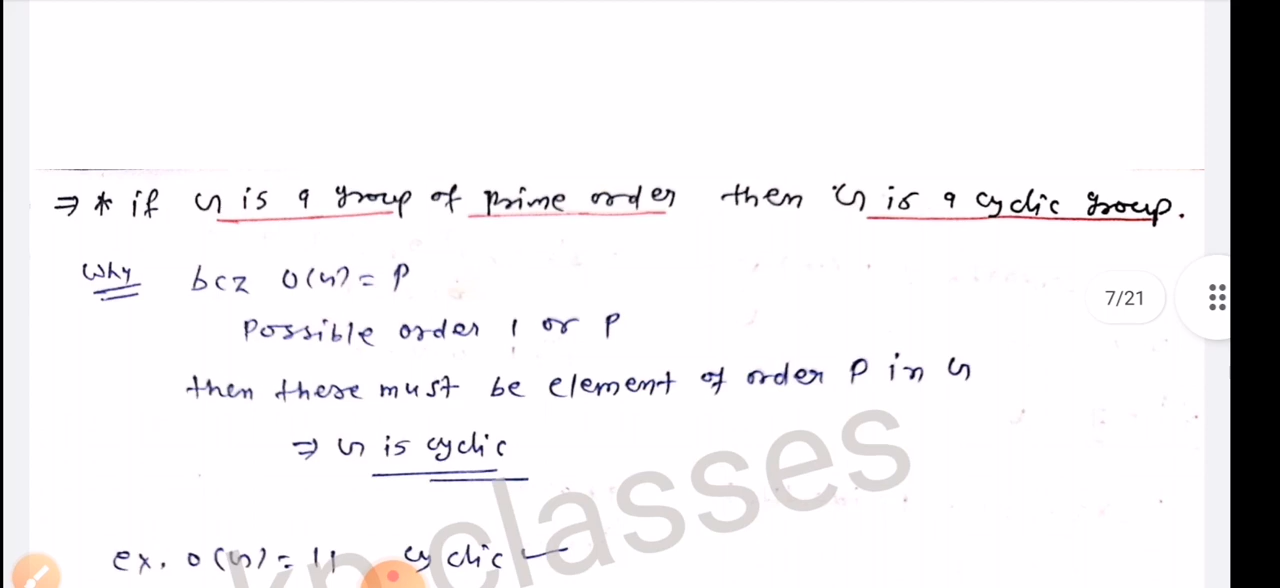 ⇒ * if G is a group of prime order then G is a cyclic group.
Why bcz O(G) = p
Possible order 1 or p
7/21
then there must be element of order p in G
⇒ G is cyclic
classes
ex. O(G) = 11 cyclic